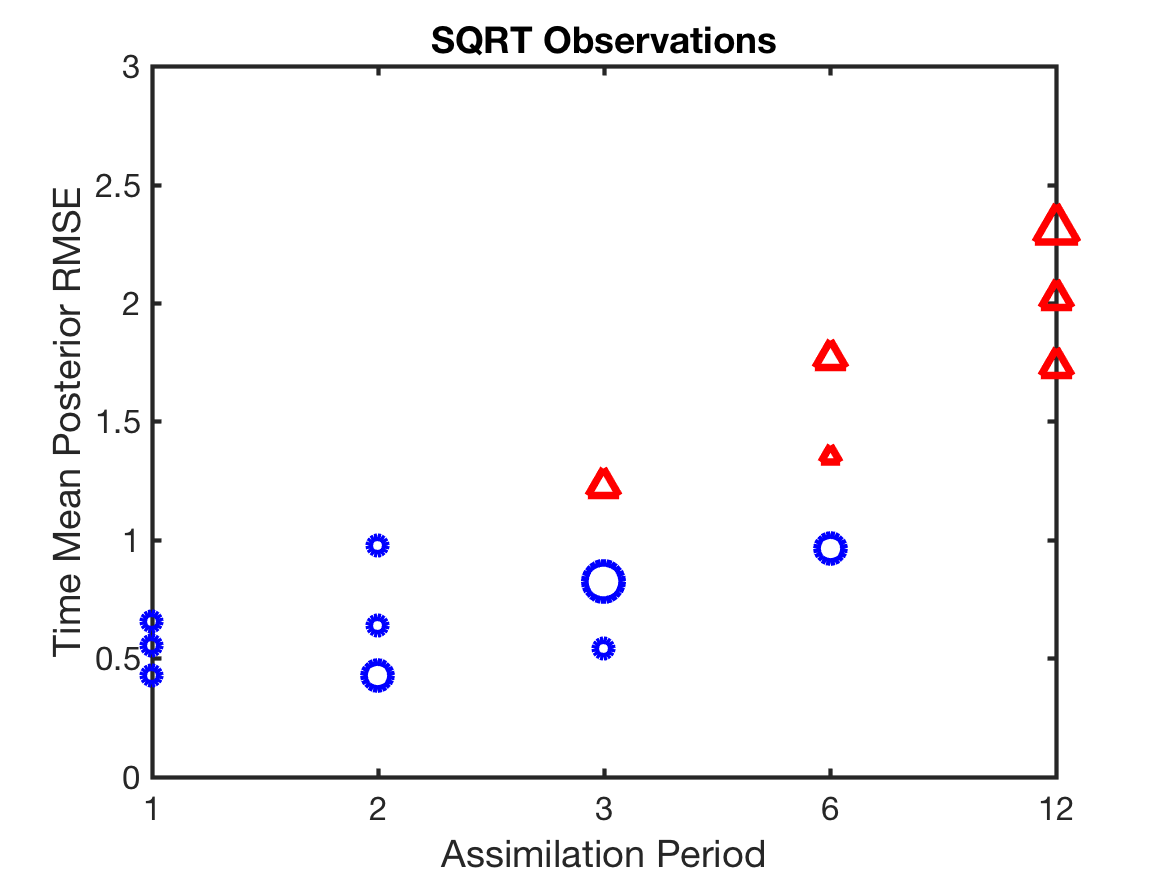 SQRT Observations
3
2.5
2
1.5
1
0.5
0
Time Mean Posterior RMSE
1 2 3 6 12
Assimilation Period